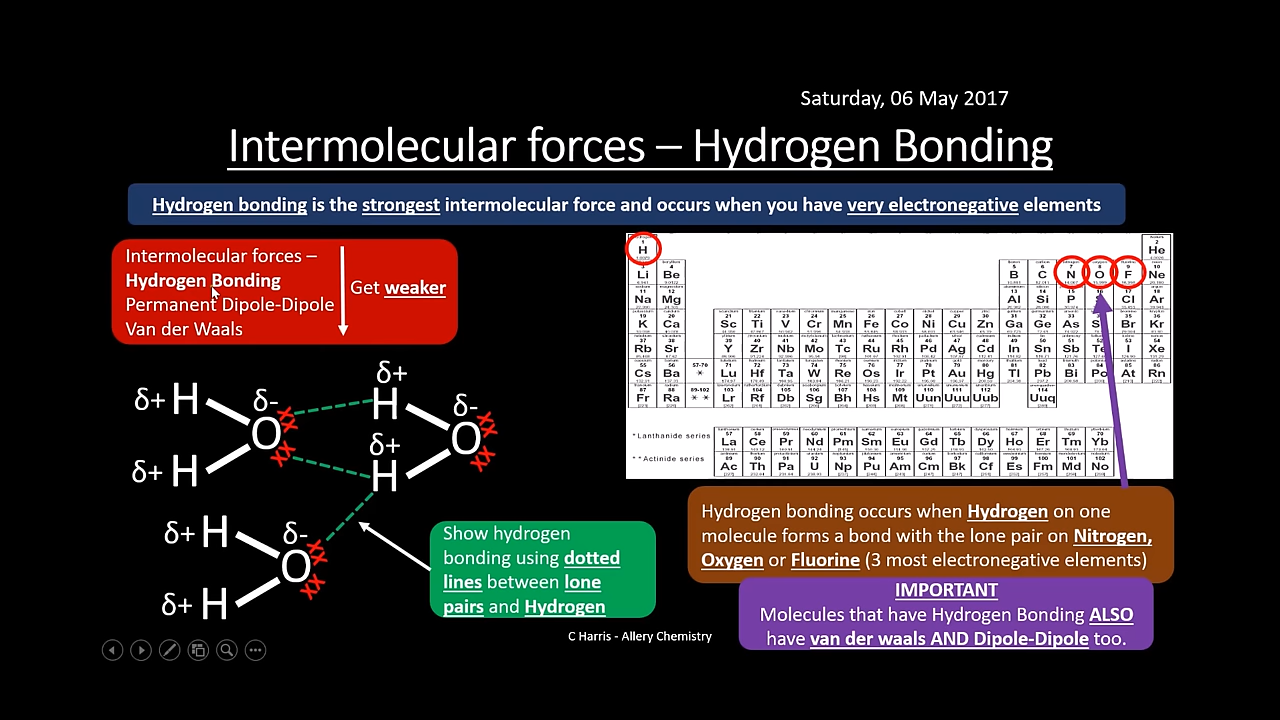 Saturday, 06 May 2017
Intermolecular forces – Hydrogen Bonding
Hydrogen bonding is the strongest intermolecular force and occurs when you have very electronegative elements
Intermolecular forces –
Hydrogen Bonding
Permanent Dipole-Dipole
Van der Waals
Get weaker
δ+ H
δ-
O
δ+ H
δ+
H
δ+
H
δ-
O
δ+ H
δ-
O
δ+ H
Show hydrogen
bonding using dotted
lines between lone
pairs and Hydrogen
H He
Li Be B C N O F Ne
Na Mg Al Si P Cl Ar
K Ca Sc Ti V Cr Mn Fe Co Ni Cu Zn Ga Ge As Br Kr
Rb Sr Y Zr Nb Mo Tc Ru Rh Pd Ag Cd In Sn Sb Te I Xe
Cs Ba 57-70 * Lu Hf Ta W Re Os Ir Pt Au Hg Tl Pb Bi Po At Rn
Fr Ra 89-102 * * Lr Rf Db Sg Bh Hs Mt Uun Uuu Uub Uuq
*Lanthanide series La Ce Pr Nd Pm Sm Eu Gd Tb Dy Ho Er Tm Yb
**Actinide series Ac Th Pa U Np Pu Am Cm Bk Cf Es Fm Md No
Hydrogen bonding occurs when Hydrogen on one
molecule forms a bond with the lone pair on Nitrogen,
Oxygen or Fluorine (3 most electronegative elements)
IMPORTANT
Molecules that have Hydrogen Bonding ALSO
have van der waals AND Dipole-Dipole too.
C Harris - Allery Chemistry